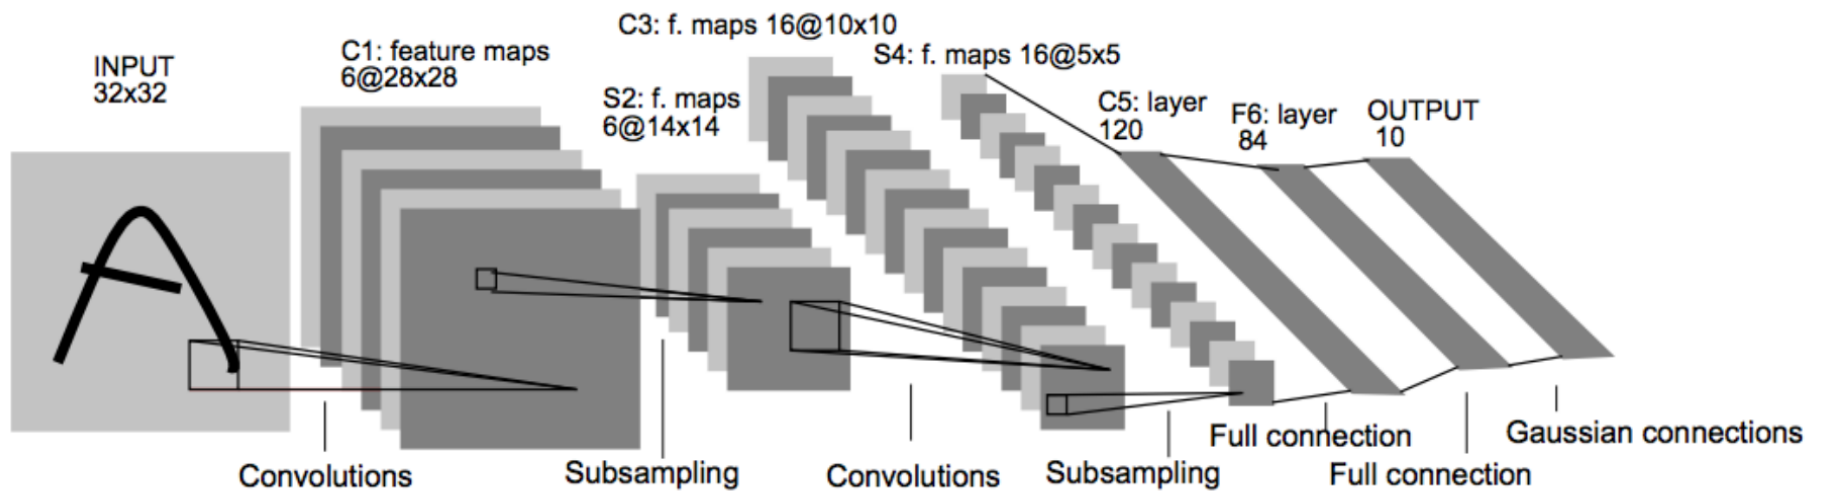 INPUT
32x32
C1: feature maps
6@28x28
S2: f. maps
6@14x14
C3: f. maps 16@10x10
S4: f. maps 16@5x5
C5: layer
120
F6: layer
84
OUTPUT
10
Convolutions
Subsampling
Convolutions
Subsampling
Full connection
Full connection
Gaussian connections